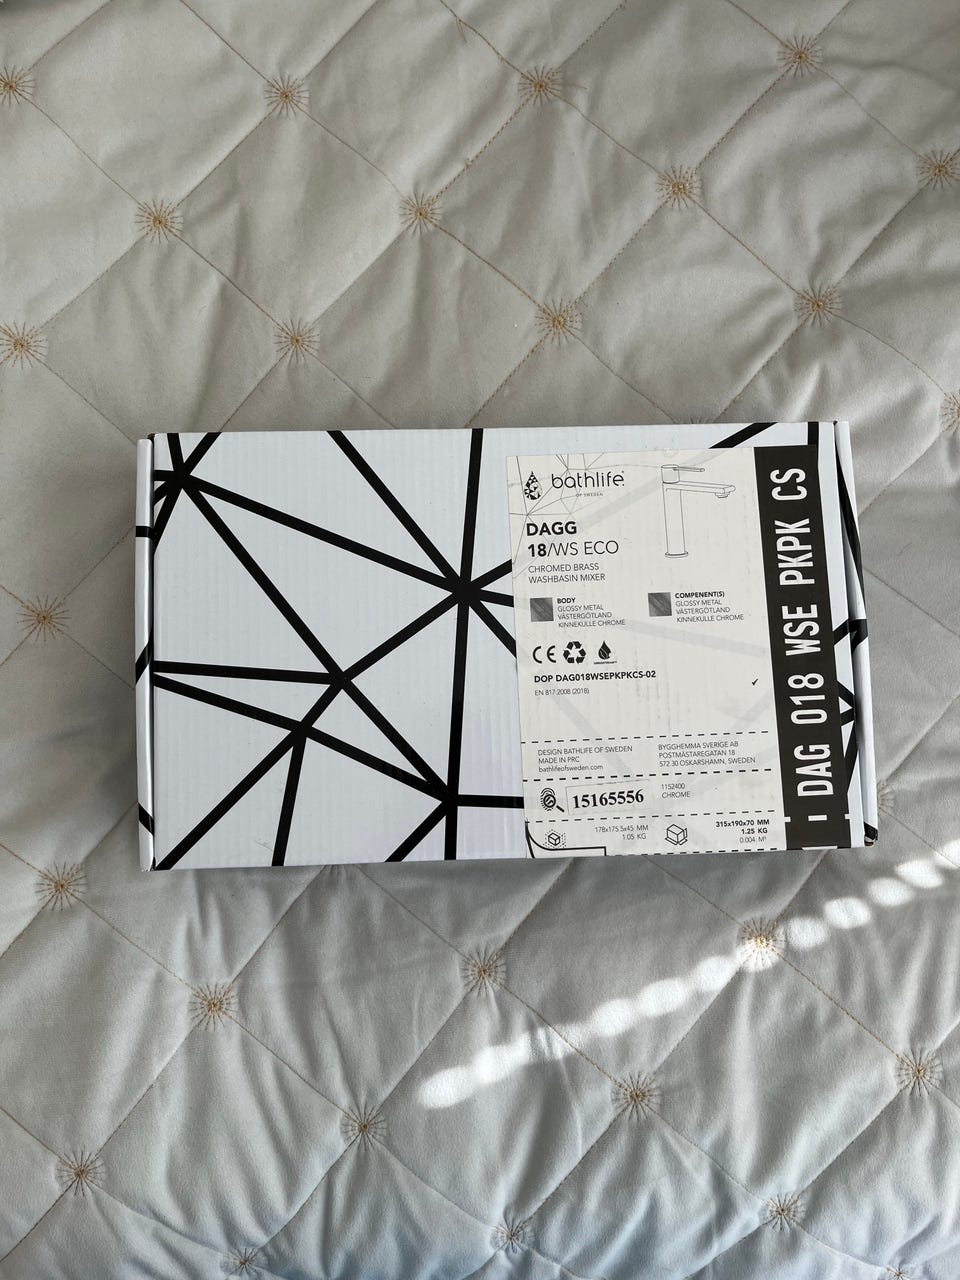 bathlife
OF SWEDEN
DAGG
18/WS ECO
CHROMED BRASS
WASHBASIN MIXER
BODY
GLOSSY METAL
VÄSTERGÖTLAND
KINNEKULLE CHROME
COMPENENT(S)
GLOSSY METAL
VÄSTERGÖTLAND
KINNEKULLE CHROME
CE
DOP DAG018WSEPKPKCS-02
EN 817:2008 (2018)
DESIGN BATHLIFE OF SWEDEN
MADE IN PRC
bathlifeofsweden.com
BYGGHEMMA SVERIGE AB
POSTMÄSTAREGATAN 18
572 30 OSKARSHAMN, SWEDEN
15165556
1152400
CHROME
178x175.5x45 MM
1.05 KG
315x190x70 MM
1.25 KG
0.004 M³
DAG 018 WSE PKPK CS